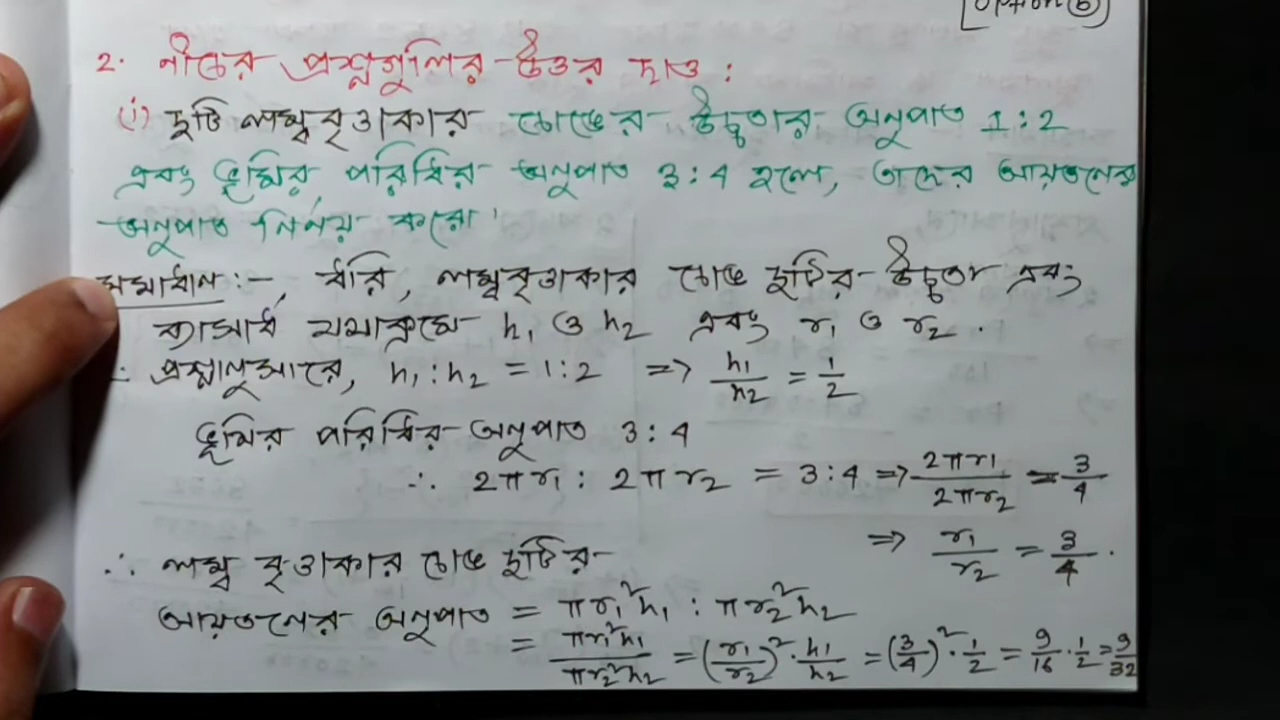 [Option (b)]
2. নীচের প্রশ্নগুলির উত্তর দাও :
(i) দুটি লম্ববৃত্তাকার চোঙের উচ্চতার অনুপাত 1:2
এবং ভূমির পরিধির অনুপাত 3:4 হলে, তাদের আয়তনের
অনুপাত নির্ণয় করো।
সমাধান :-, ধরি, লম্ববৃত্তাকার চোঙ দুটির উচ্চতা এবং
ব্যাসার্ধ যথাক্রমে h₁ ও h₂ এবং r₁ ও r₂ .
∴ প্রশ্নানুসারে, h₁ : h₂ = 1:2 ⇒ h₁/h₂ = 1/2
ভূমির পরিধির অনুপাত 3:4
∴ 2πr₁ : 2πr₂ = 3:4 ⇒ 2πr₁/2πr₂ = 3/4
⇒ r₁/r₂ = 3/4 .
∴ লম্ব বৃত্তাকার চোঙ দুটির
আয়তনের অনুপাত = πr₁²h₁ : πr₂²h₂
= πr₁²h₁/πr₂²h₂ = (r₁/r₂)² · h₁/h₂ = (3/4)² · 1/2 = 9/16 · 1/2 = 9/32